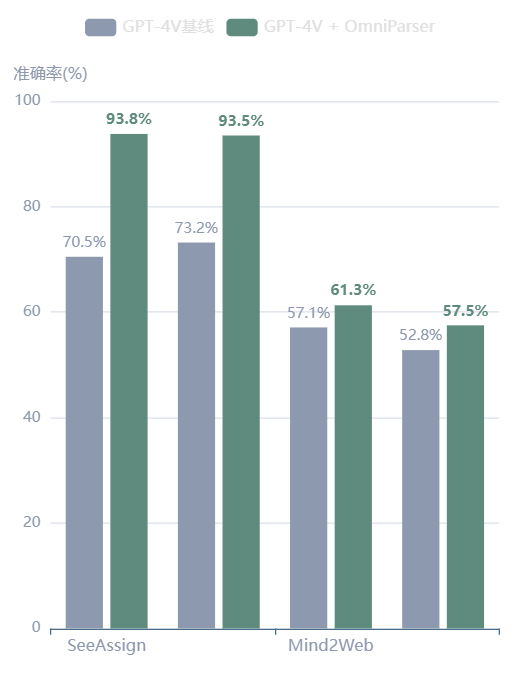 GPT-4V基线 GPT-4V + OmniParser
准确率(%)
100
93.8% 93.5%
80
70.5% 73.2%
60
57.1% 61.3% 52.8% 57.5%
40
20
0
SeeAssign Mind2Web